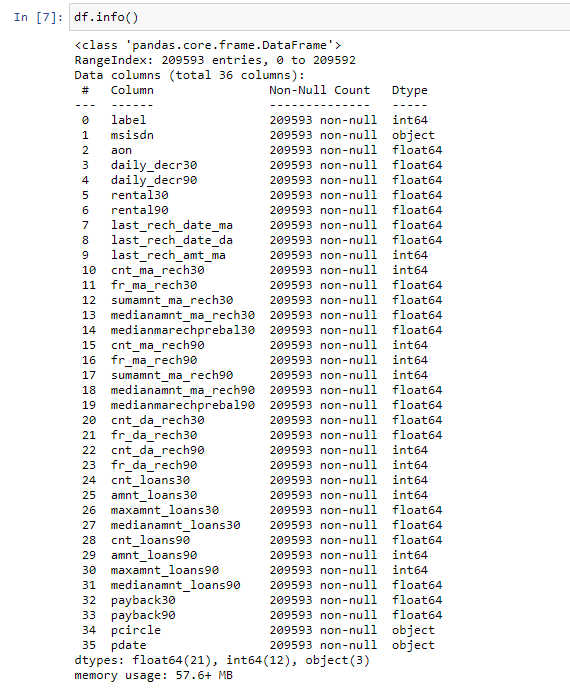 In [7]: df.info()
<class 'pandas.core.frame.DataFrame'>
RangeIndex: 209593 entries, 0 to 209592
Data columns (total 36 columns):
 #   Column                Non-Null Count   Dtype
---  ------                --------------   -----
 0   label                 209593 non-null  int64
 1   msisdn                209593 non-null  object
 2   aon                   209593 non-null  float64
 3   daily_decr30          209593 non-null  float64
 4   daily_decr90          209593 non-null  float64
 5   rental30              209593 non-null  float64
 6   rental90              209593 non-null  float64
 7   last_rech_date_ma     209593 non-null  float64
 8   last_rech_date_da     209593 non-null  float64
 9   last_rech_amt_ma      209593 non-null  int64
 10  cnt_ma_rech30         209593 non-null  int64
 11  fr_ma_rech30          209593 non-null  float64
 12  sumamnt_ma_rech30     209593 non-null  float64
 13  medianamnt_ma_rech30  209593 non-null  float64
 14  medianmarechprebal30  209593 non-null  float64
 15  cnt_ma_rech90         209593 non-null  int64
 16  fr_ma_rech90          209593 non-null  int64
 17  sumamnt_ma_rech90     209593 non-null  int64
 18  medianamnt_ma_rech90  209593 non-null  float64
 19  medianmarechprebal90  209593 non-null  float64
 20  cnt_da_rech30         209593 non-null  float64
 21  fr_da_rech30          209593 non-null  float64
 22  cnt_da_rech90         209593 non-null  int64
 23  fr_da_rech90          209593 non-null  int64
 24  cnt_loans30           209593 non-null  int64
 25  amnt_loans30          209593 non-null  int64
 26  maxamnt_loans30       209593 non-null  float64
 27  medianamnt_loans30    209593 non-null  float64
 28  cnt_loans90           209593 non-null  float64
 29  amnt_loans90          209593 non-null  int64
 30  maxamnt_loans90       209593 non-null  int64
 31  medianamnt_loans90    209593 non-null  float64
 32  payback30             209593 non-null  float64
 33  payback90             209593 non-null  float64
 34  pcircle               209593 non-null  object
 35  pdate                 209593 non-null  object
dtypes: float64(21), int64(12), object(3)
memory usage: 57.6+ MB